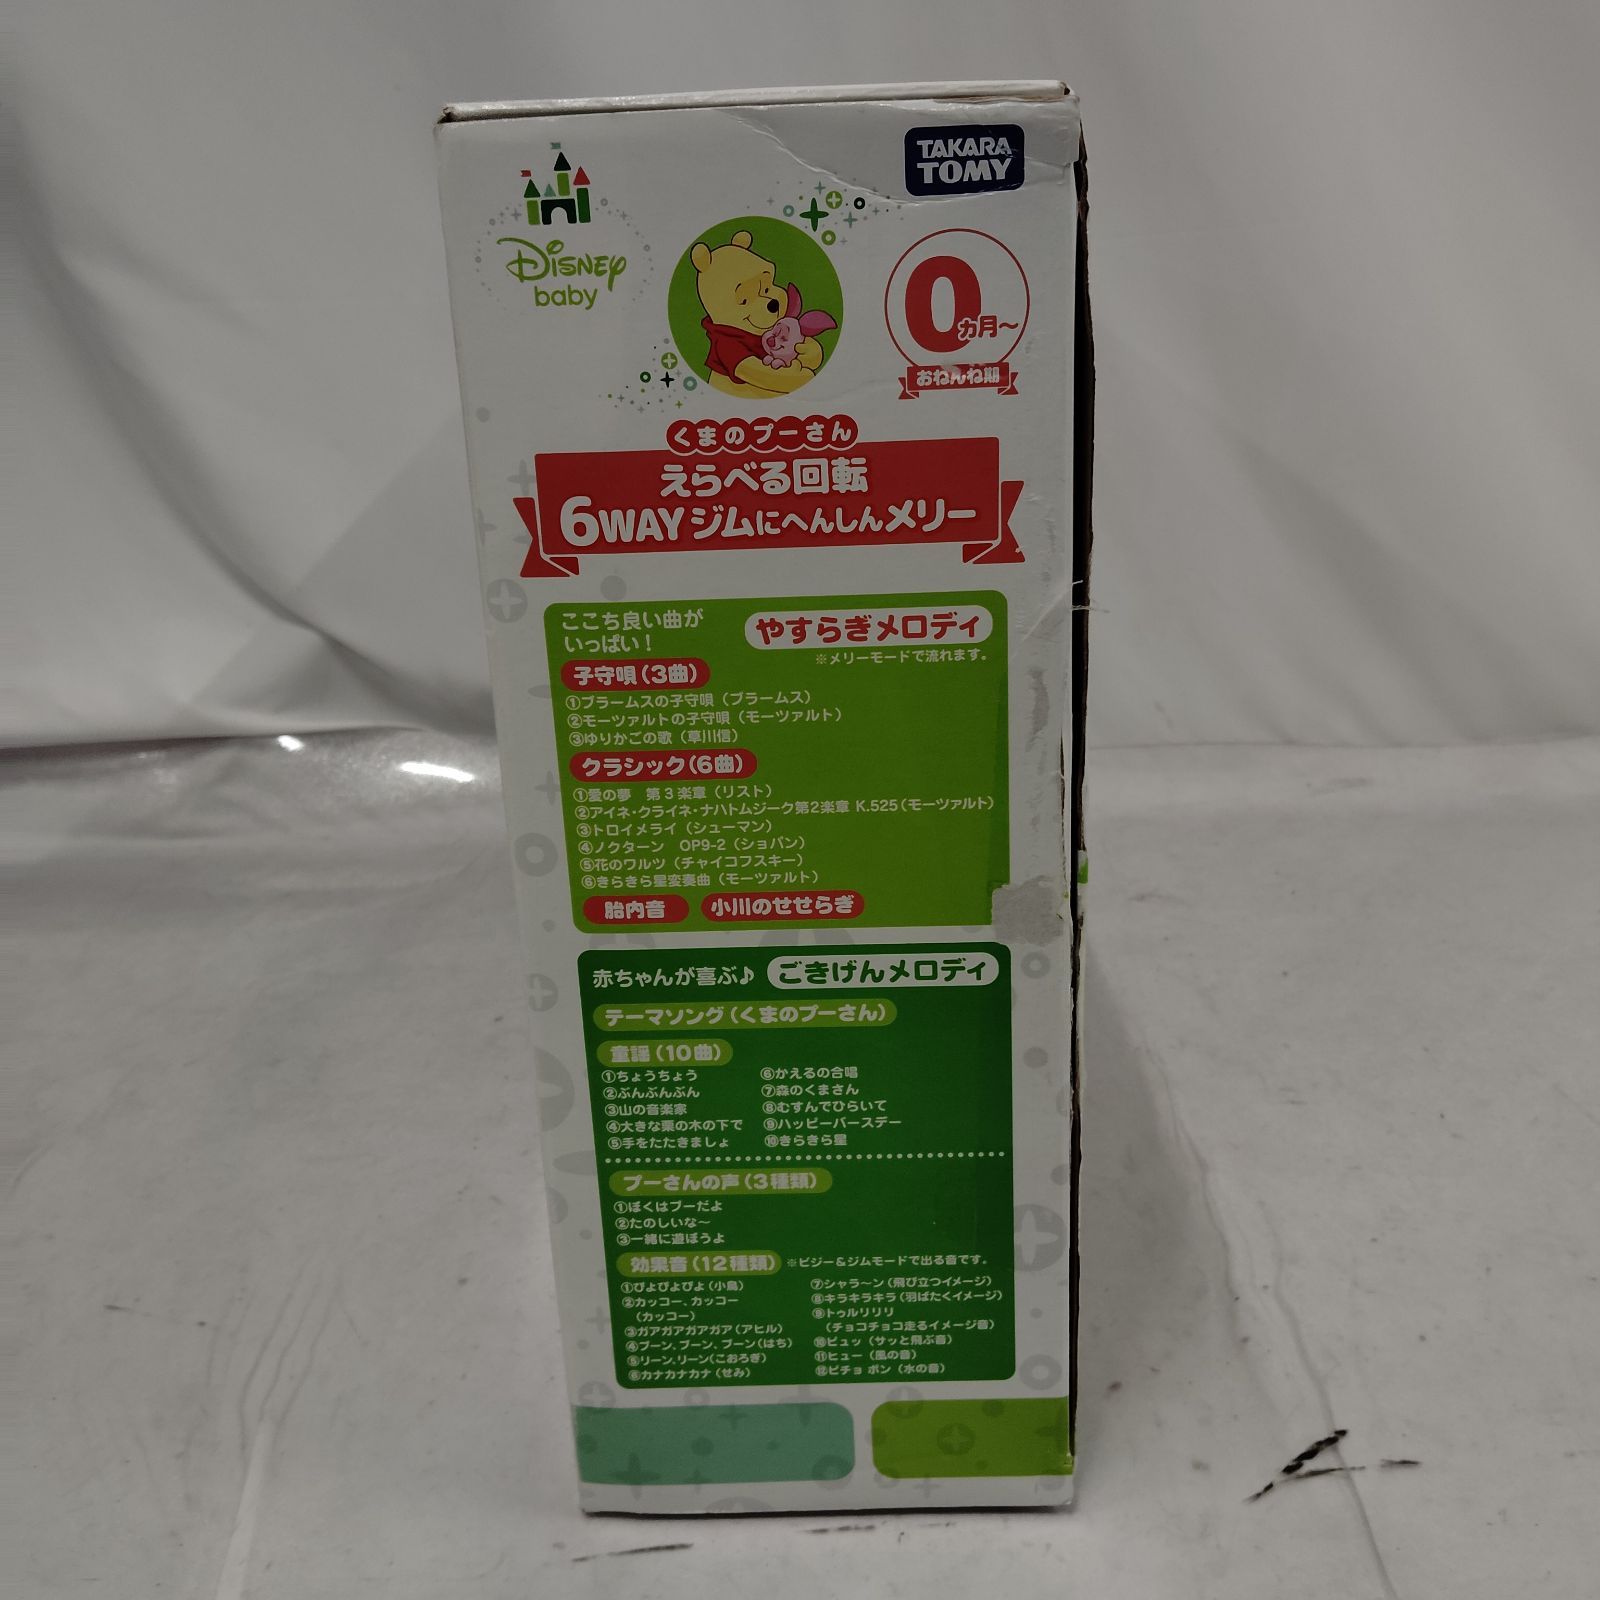 TAKARA
TOMY
Disney
baby
0ヵ月～
おねんね期
くまのプーさん
えらべる回転
6WAYジムにへんしんメリー
ここち良い曲が
いっぱい！
やすらぎメロディ
※メリーモードで流れます。
子守唄(3曲)
①ブラームスの子守唄（ブラームス）
②モーツァルトの子守唄（モーツァルト）
③ゆりかごの歌（草川信）
クラシック(6曲)
①愛の夢　第3楽章（リスト）
②アイネ・クライネ・ナハトムジーク第2楽章 K.525（モーツァルト）
③トロイメライ（シューマン）
④ノクターン　OP9-2（ショパン）
⑤花のワルツ（チャイコフスキー）
⑥きらきら星変奏曲（モーツァルト）
胎内音　小川のせせらぎ
赤ちゃんが喜ぶ♪　ごきげんメロディ
テーマソング(くまのプーさん)
童謡(10曲)
①ちょうちょう
②ぶんぶんぶん
③山の音楽家
④大きな栗の木の下で
⑤手をたたきましょ
⑥かえるの合唱
⑦森のくまさん
⑧むすんでひらいて
⑨ハッピーバースデー
⑩きらきら星
プーさんの声(3種類)
①ぼくはプーだよ
②たのしいな～
③一緒に遊ぼうよ
効果音(12種類)　※ビジー＆ジムモードで出る音です。
①ぴよぴよぴよ（小鳥）
②カッコー、カッコー
（カッコー）
③ガアガアガアガア（アヒル）
④ブーン、ブーン、ブーン（はち）
⑤リーン、リーン（こおろぎ）
⑥カナカナカナ（せみ）
⑦シャラ～ン（飛び立つイメージ）
⑧キラキラキラ（羽ばたくイメージ）
⑨トゥルリリリ
（チョコチョコ走るイメージ音）
⑩ピュッ（サッと飛ぶ音）
⑪ヒュー（風の音）
⑫ピチョ ポン（水の音）